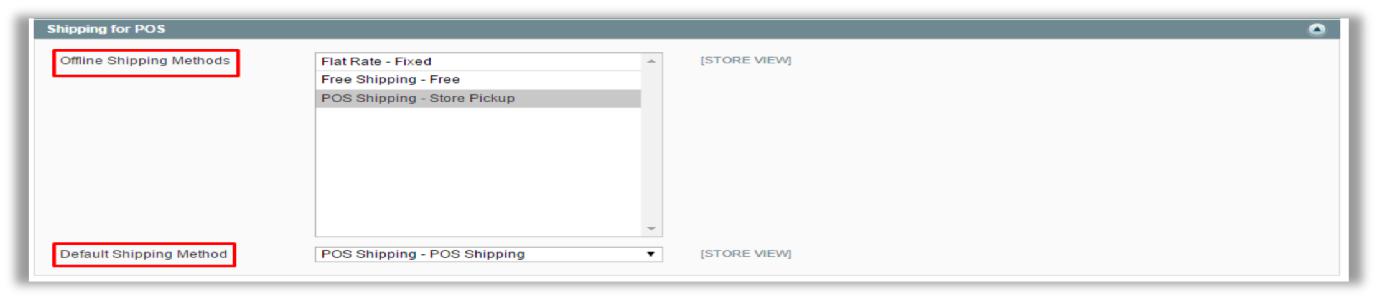 Shipping for POS
Offline Shipping Methods
Flat Rate - Fixed
[STORE VIEW]
Free Shipping - Free
POS Shipping - Store Pickup
Default Shipping Method
POS Shipping - POS Shipping
[STORE VIEW]